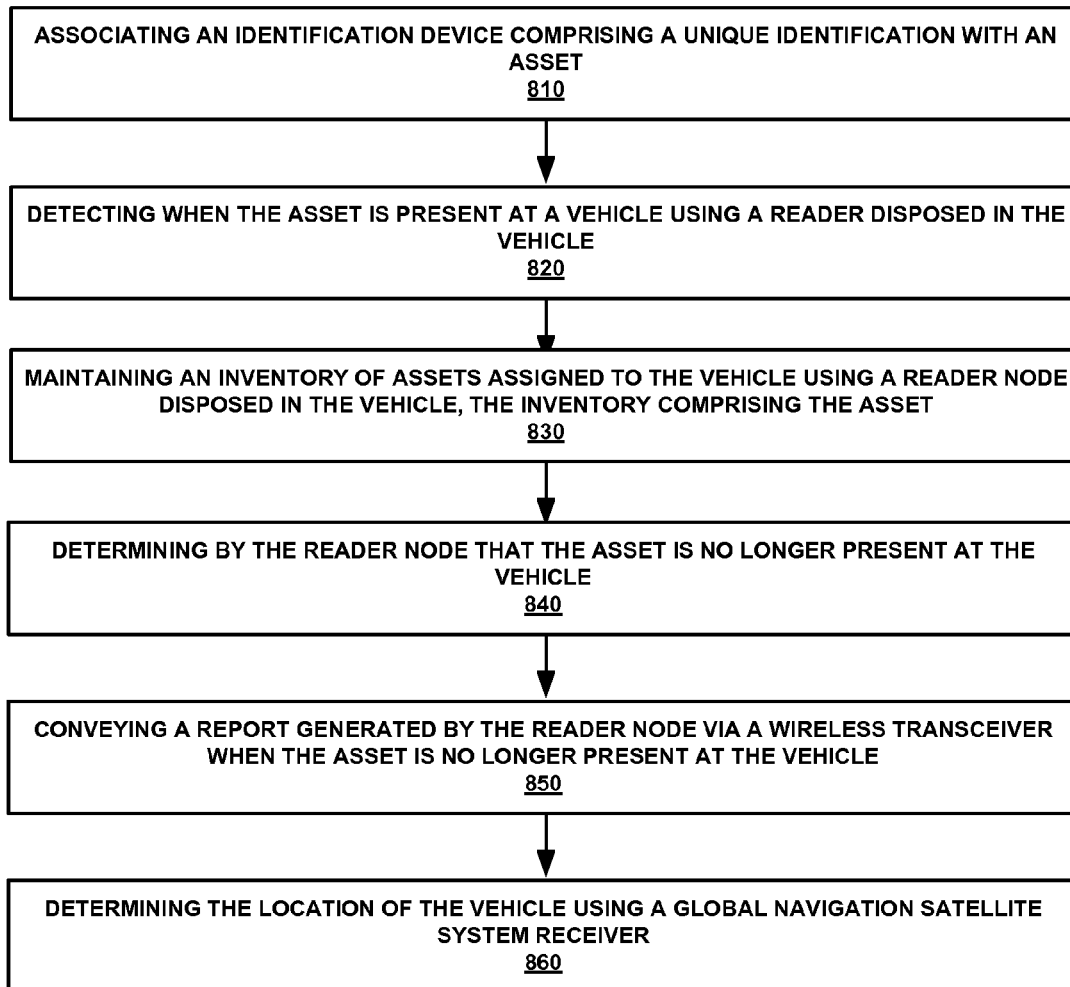 ASSOCIATING AN IDENTIFICATION DEVICE COMPRISING A UNIQUE IDENTIFICATION WITH AN
ASSET
810
DETECTING WHEN THE ASSET IS PRESENT AT A VEHICLE USING A READER DISPOSED IN THE
VEHICLE
820
MAINTAINING AN INVENTORY OF ASSETS ASSIGNED TO THE VEHICLE USING A READER NODE
DISPOSED IN THE VEHICLE, THE INVENTORY COMPRISING THE ASSET
830
DETERMINING BY THE READER NODE THAT THE ASSET IS NO LONGER PRESENT AT THE
VEHICLE
840
CONVEYING A REPORT GENERATED BY THE READER NODE VIA A WIRELESS TRANSCEIVER
WHEN THE ASSET IS NO LONGER PRESENT AT THE VEHICLE
850
DETERMINING THE LOCATION OF THE VEHICLE USING A GLOBAL NAVIGATION SATELLITE
SYSTEM RECEIVER
860